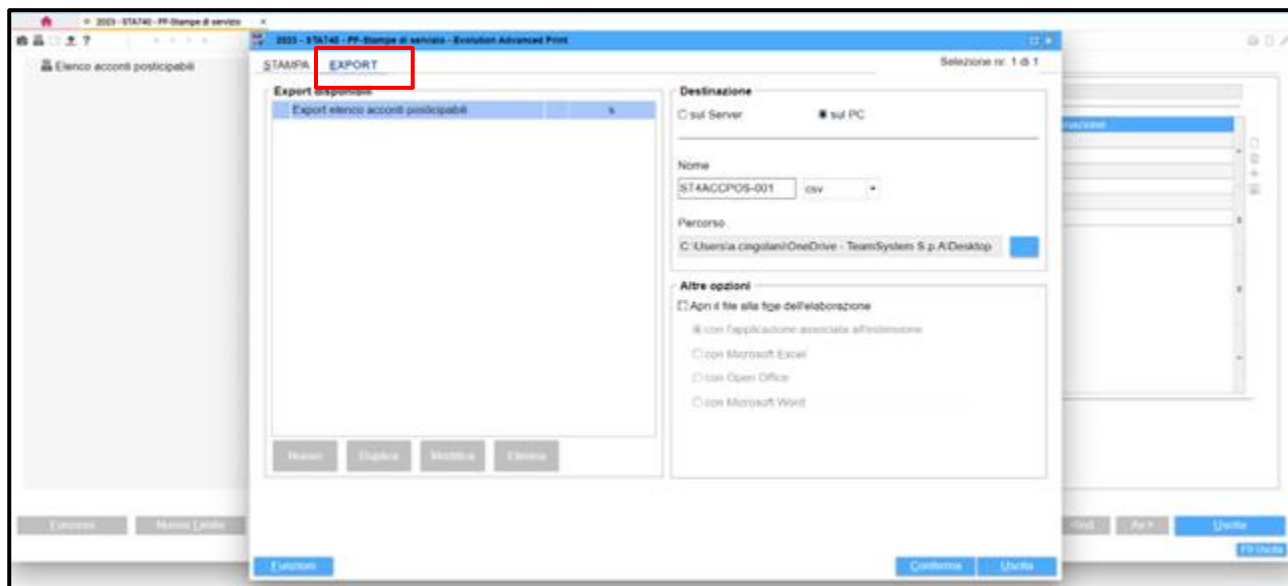 2023 - STA740 - PF-Stampe di servizio ×
?
Elenco acconti posticipabili
2023 - STA740 - PF-Stampe di servizio - Evolution Advanced Print
STAMPA EXPORT
Selezione nr. 1 di 1
Export disponibili
Export elenco acconti posticipabili s
Destinazione
sul Server sul PC
Nome
ST4ACCPOS-001 csv
Percorso
C:\Users\a.cingolani\OneDrive - TeamSystem S.p.A\Desktop
Altre opzioni
Apri il file alla fine dell'elaborazione
con l'applicazione associata all'estensione
con Microsoft Excel
con Open Office
con Microsoft Word
Nuovo Duplica Modifica Elimina
Funzioni Nuovo
Av > Uscita
F9 Uscita
Funzioni Conferma Uscita